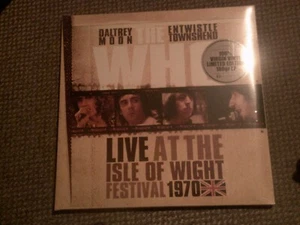 DALTREY ENTWISTLE
MOON TOWNSHEND
THE
WHO
LIVE AT THE
ISLE OF WIGHT
FESTIVAL 1970